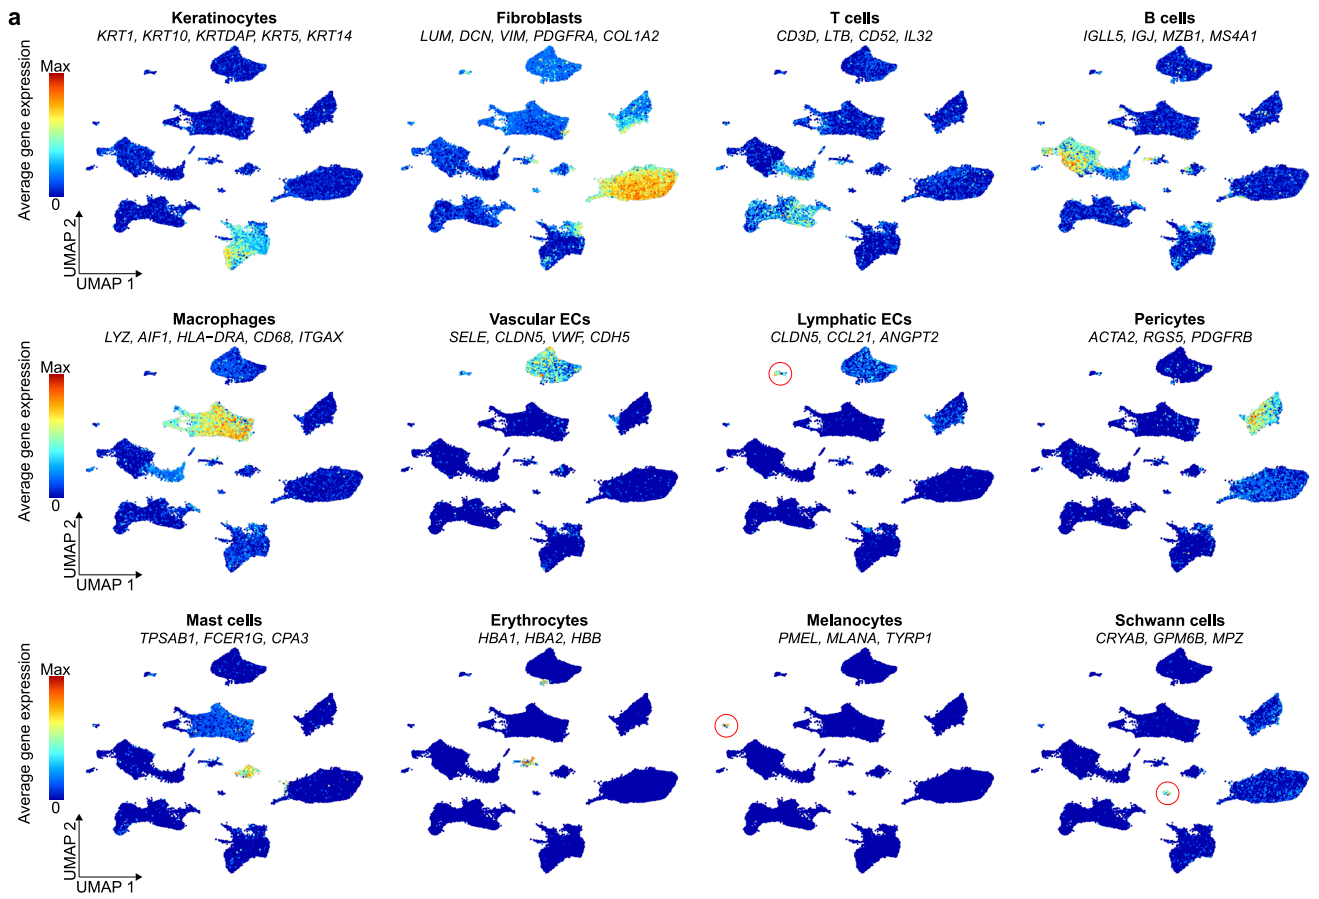 a
Keratinocytes
KRT1, KRT10, KRTDAP, KRT5, KRT14
Fibroblasts
LUM, DCN, VIM, PDGFRA, COL1A2
T cells
CD3D, LTB, CD52, IL32
B cells
IGLL5, IGJ, MZB1, MS4A1
Average gene expression
Max
0
UMAP 2
UMAP 1
Macrophages
LYZ, AIF1, HLA−DRA, CD68, ITGAX
Vascular ECs
SELE, CLDN5, VWF, CDH5
Lymphatic ECs
CLDN5, CCL21, ANGPT2
Pericytes
ACTA2, RGS5, PDGFRB
Average gene expression
Max
0
UMAP 2
UMAP 1
Mast cells
TPSAB1, FCER1G, CPA3
Erythrocytes
HBA1, HBA2, HBB
Melanocytes
PMEL, MLANA, TYRP1
Schwann cells
CRYAB, GPM6B, MPZ
Average gene expression
Max
0
UMAP 2
UMAP 1